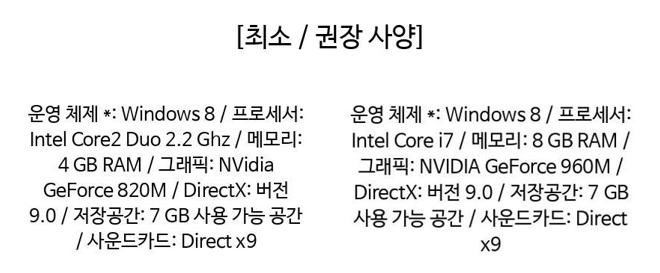 [최소 / 권장 사양]
운영 체제 *: Windows 8 / 프로세서:
Intel Core2 Duo 2.2 Ghz / 메모리:
4 GB RAM / 그래픽: NVidia
GeForce 820M / DirectX: 버전
9.0 / 저장공간: 7 GB 사용 가능 공간
/ 사운드카드: Direct x9
운영 체제 *: Windows 8 / 프로세서:
Intel Core i7 / 메모리: 8 GB RAM /
그래픽: NVIDIA GeForce 960M /
DirectX: 버전 9.0 / 저장공간: 7 GB
사용 가능 공간 / 사운드카드: Direct
x9